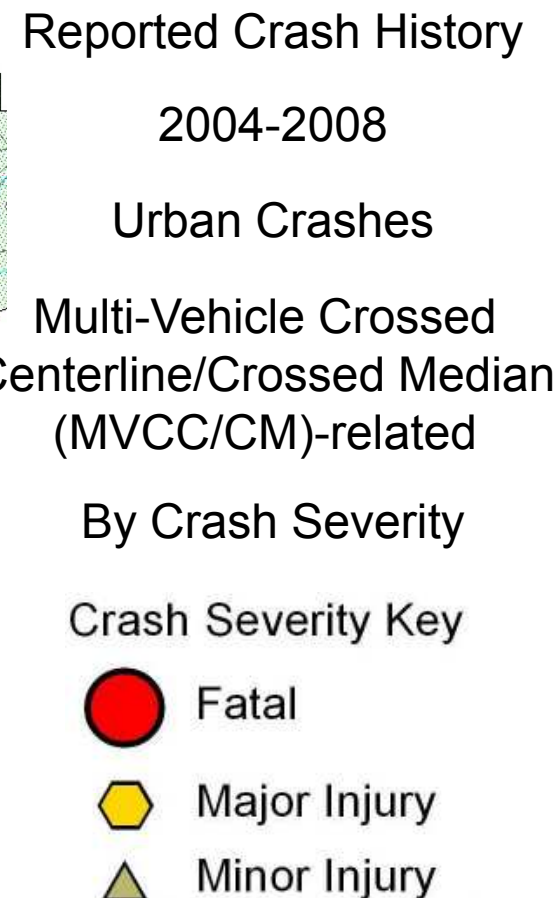 Reported Crash History
2004-2008
Urban Crashes
Multi-Vehicle Crossed
Centerline/Crossed Median
(MVCC/CM)-related
By Crash Severity
Crash Severity Key
Fatal
Major Injury
Minor Injury